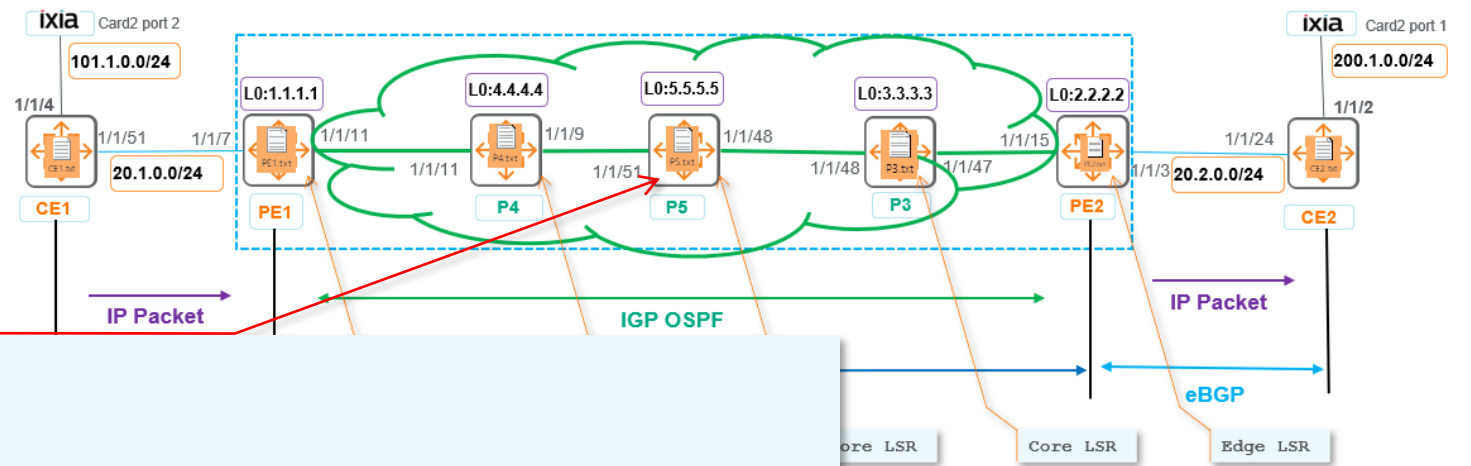 ixia Card2 port 2
ixia Card2 port 1
101.1.0.0/24
200.1.0.0/24
L0:1.1.1.1
L0:4.4.4.4
L0:5.5.5.5
L0:3.3.3.3
L0:2.2.2.2
1/1/4
1/1/2
1/1/51
1/1/7
1/1/11
1/1/9
1/1/48
1/1/15
1/1/24
CE1.txt
PE1.txt
P4.txt
P5.txt
P3.txt
PE2.txt
CE2.txt
1/1/11
1/1/51
1/1/48
1/1/47
1/1/3
20.1.0.0/24
20.2.0.0/24
CE1
PE1
P4
P5
P3
PE2
CE2
IP Packet
IGP OSPF
IP Packet
eBGP
ore LSR
Core LSR
Edge LSR